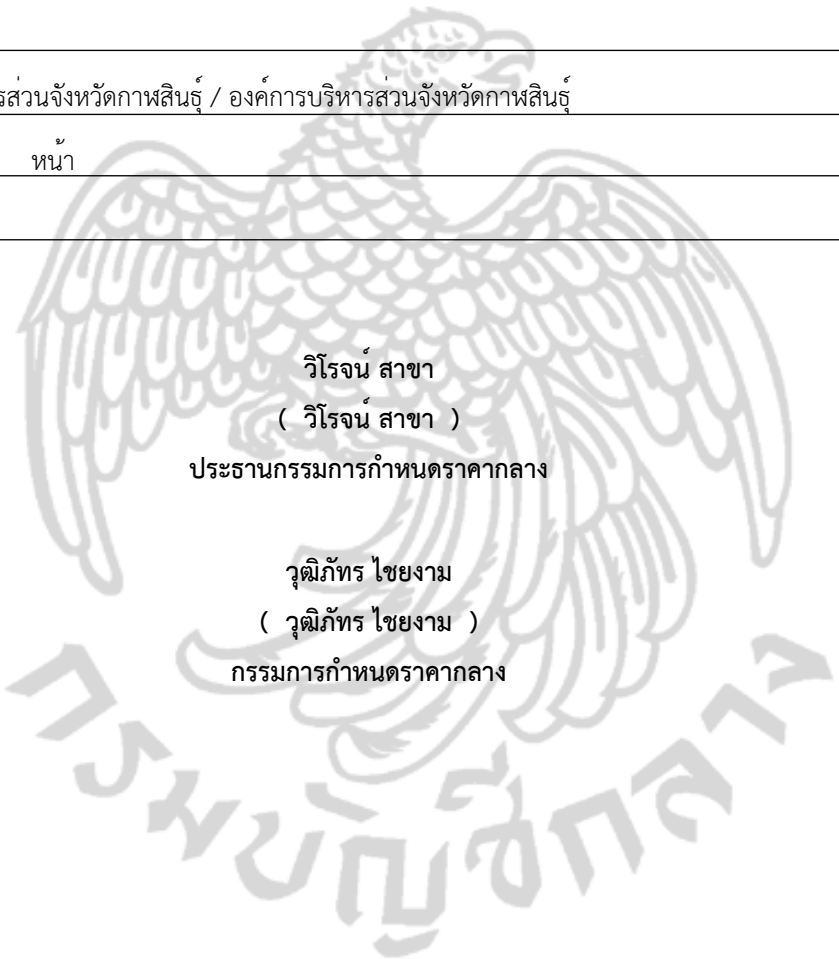 รส่วนจังหวัดกาฬสินธุ์ / องค์การบริหารส่วนจังหวัดกาฬสินธุ์
หน้า
วิโรจน์ สาขา
( วิโรจน์ สาขา )
ประธานกรรมการกำหนดราคากลาง
วุฒิภัทร ไชยงาม
( วุฒิภัทร ไชยงาม )
กรรมการกำหนดราคากลาง
กรมบัญชีกลาง